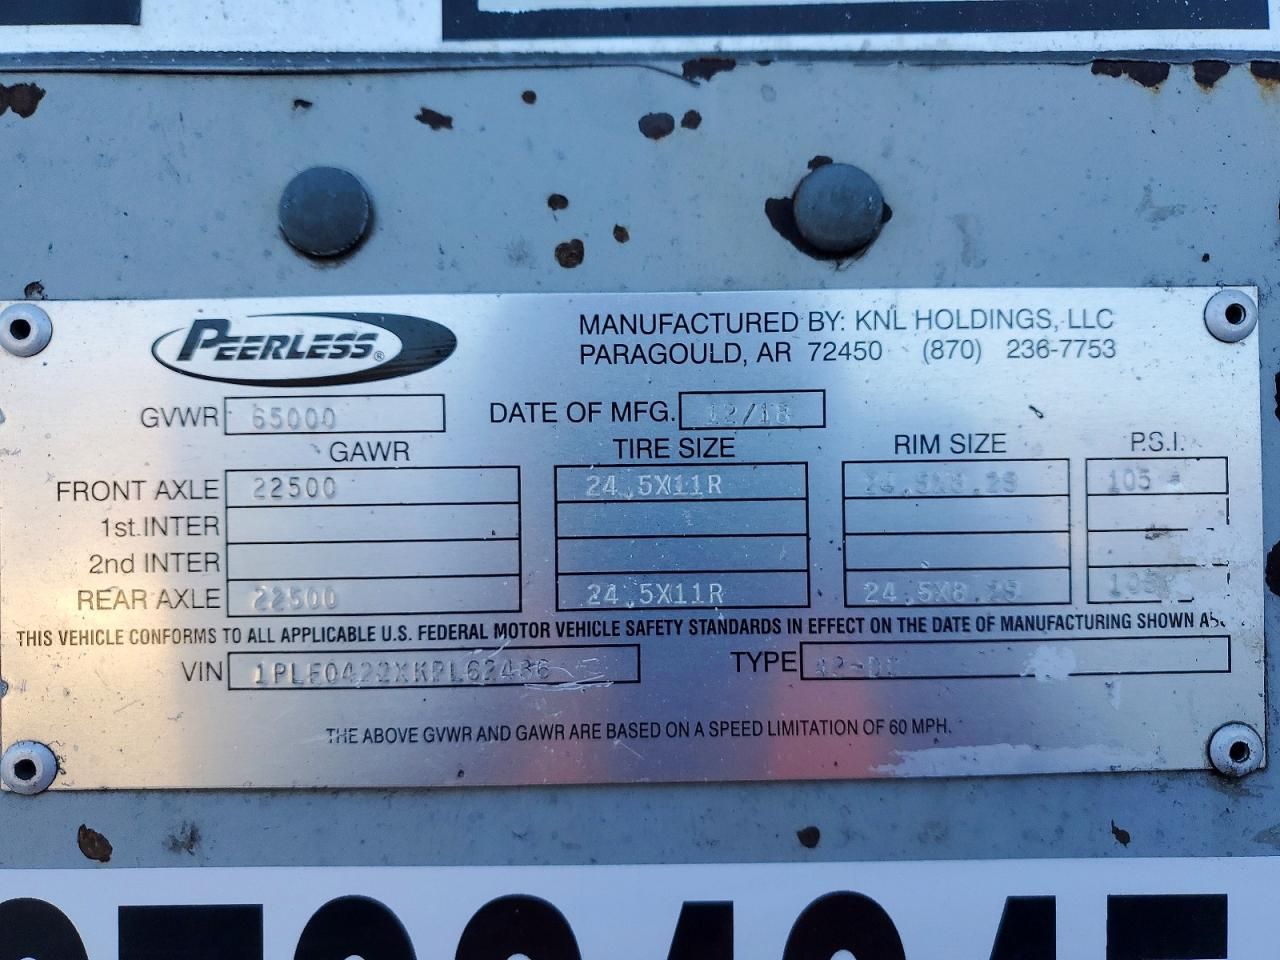 PEERLESS®
MANUFACTURED BY: KNL HOLDINGS, LLC
PARAGOULD, AR 72450 (870) 236-7753
GVWR 65000 DATE OF MFG. 12/18
GAWR TIRE SIZE RIM SIZE P.S.I.
FRONT AXLE 22500 24.5X11R 24.5X8.25 105
1st.INTER
2nd INTER
REAR AXLE 22500 24.5X11R 24.5X8.25 105
THIS VEHICLE CONFORMS TO ALL APPLICABLE U.S. FEDERAL MOTOR VEHICLE SAFETY STANDARDS IN EFFECT ON THE DATE OF MANUFACTURING SHOWN
VIN TYPE
THE ABOVE GVWR AND GAWR ARE BASED ON A SPEED LIMITATION OF 60 MPH.